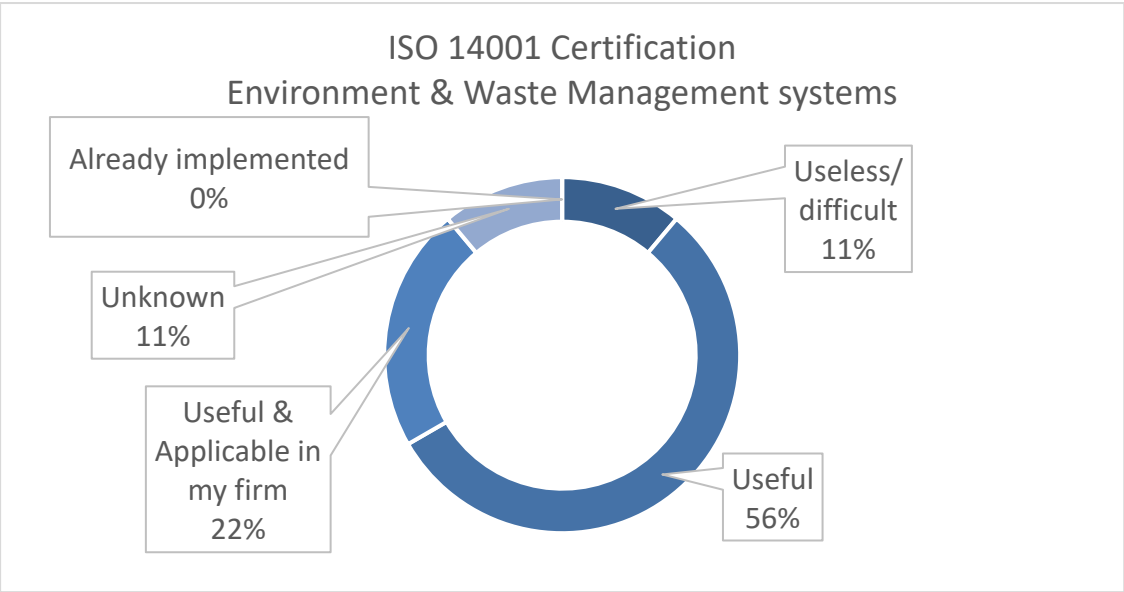 ISO 14001 Certification
Environment & Waste Management systems
Already implemented
0%
Useless/
difficult
11%
Unknown
11%
Useful &
Applicable in
my firm
22%
Useful
56%